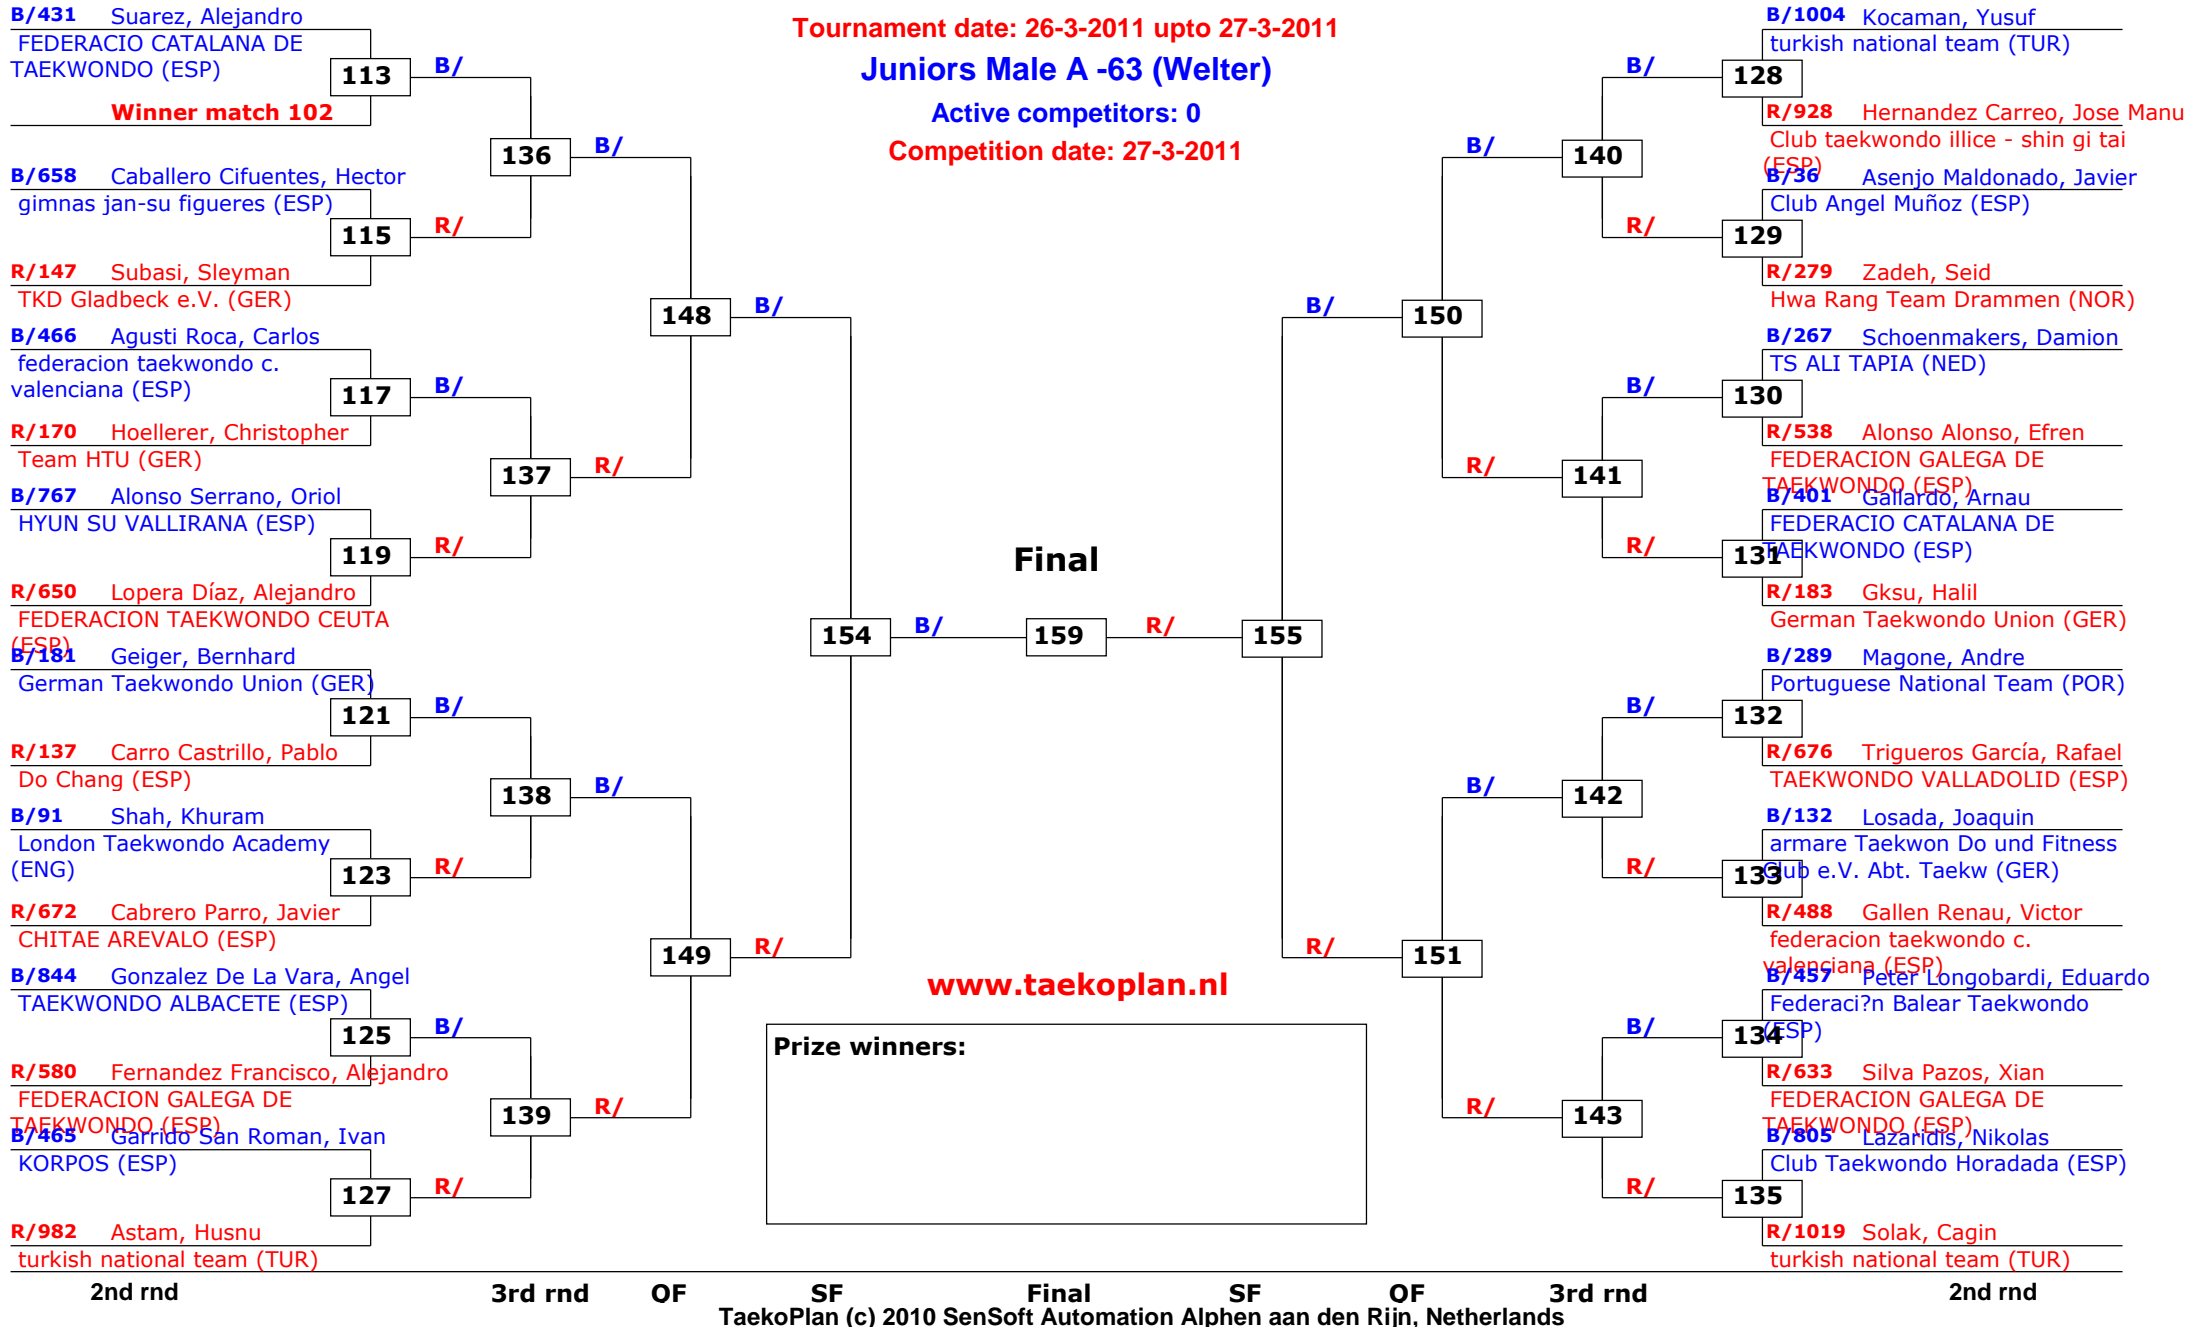 Tournament date: 26-3-2011 upto 27-3-2011
Juniors Male A -63 (Welter)
Active competitors: 0
Competition date: 27-3-2011
B/431 Suarez, Alejandro
FEDERACIO CATALANA DE
TAEKWONDO (ESP)
113
B/
Winner match 102
136
B/
B/658 Caballero Cifuentes, Hector
gimnas jan-su figueres (ESP)
115
R/
R/147 Subasi, Sleyman
TKD Gladbeck e.V. (GER)
148
B/
B/466 Agusti Roca, Carlos
federacion taekwondo c.
valenciana (ESP)
117
B/
R/170 Hoellerer, Christopher
Team HTU (GER)
137
R/
B/767 Alonso Serrano, Oriol
HYUN SU VALLIRANA (ESP)
119
R/
R/650 Lopera Díaz, Alejandro
FEDERACION TAEKWONDO CEUTA
(ESP)
154
B/
B/181 Geiger, Bernhard
German Taekwondo Union (GER)
121
B/
R/137 Carro Castrillo, Pablo
Do Chang (ESP)
138
B/
B/91 Shah, Khuram
London Taekwondo Academy
(ENG)
123
R/
R/672 Cabrero Parro, Javier
CHITAE AREVALO (ESP)
149
R/
B/844 Gonzalez De La Vara, Angel
TAEKWONDO ALBACETE (ESP)
125
B/
R/580 Fernandez Francisco, Alejandro
FEDERACION GALEGA DE
TAEKWONDO (ESP)
139
R/
B/465 Garrido San Roman, Ivan
KORPOS (ESP)
127
R/
R/982 Astam, Husnu
turkish national team (TUR)
Final
159
R/
155
www.taekoplan.nl
Prize winners:
B/1004 Kocaman, Yusuf
turkish national team (TUR)
B/
128
R/928 Hernandez Carreo, Jose Manu
Club taekwondo illice - shin gi tai
(ESP)
B/
140
B/36 Asenjo Maldonado, Javier
Club Angel Muñoz (ESP)
R/
129
R/279 Zadeh, Seid
Hwa Rang Team Drammen (NOR)
B/
150
B/267 Schoenmakers, Damion
TS ALI TAPIA (NED)
B/
130
R/538 Alonso Alonso, Efren
FEDERACION GALEGA DE
TAEKWONDO (ESP)
R/
141
B/401 Gallardo, Arnau
FEDERACIO CATALANA DE
TAEKWONDO (ESP)
R/
131
R/183 Gksu, Halil
German Taekwondo Union (GER)
B/289 Magone, Andre
Portuguese National Team (POR)
B/
132
R/676 Trigueros García, Rafael
TAEKWONDO VALLADOLID (ESP)
B/
142
B/132 Losada, Joaquin
armare Taekwon Do und Fitness
Club e.V. Abt. Taekw (GER)
R/
133
R/488 Gallen Renau, Victor
federacion taekwondo c.
valenciana (ESP)
R/
151
B/457 Peter Longobardi, Eduardo
Federaci?n Balear Taekwondo
(ESP)
B/
134
R/633 Silva Pazos, Xian
FEDERACION GALEGA DE
TAEKWONDO (ESP)
R/
143
B/805 Lazaridis, Nikolas
Club Taekwondo Horadada (ESP)
R/
135
R/1019 Solak, Cagin
turkish national team (TUR)
2nd rnd 3rd rnd OF SF Final SF OF 3rd rnd 2nd rnd
TaekoPlan (c) 2010 SenSoft Automation Alphen aan den Rijn, Netherlands